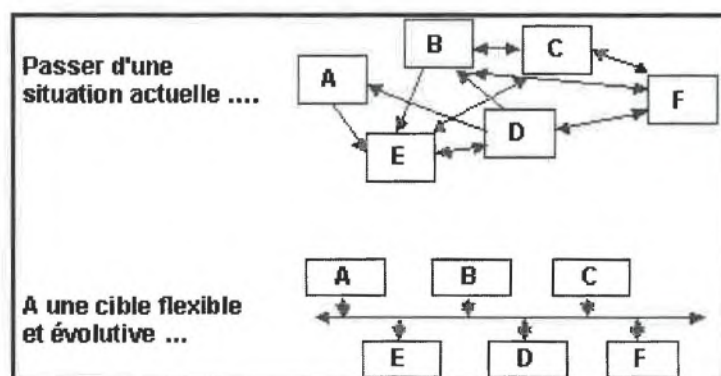 Passer d'une
situation actuelle ....
A
B
C
F
E
D
A une cible flexible
et évolutive ...
A
B
C
E
D
F